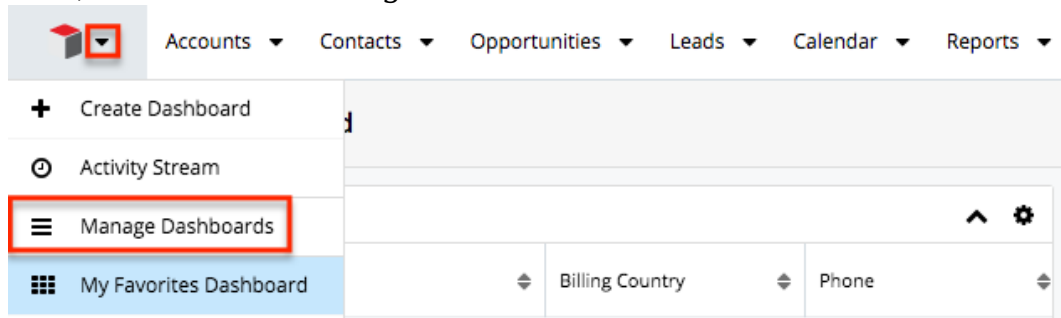 Accounts Contacts Opportunities Leads Calendar Reports
Create Dashboard
Activity Stream
Manage Dashboards
My Favorites Dashboard
Billing Country Phone